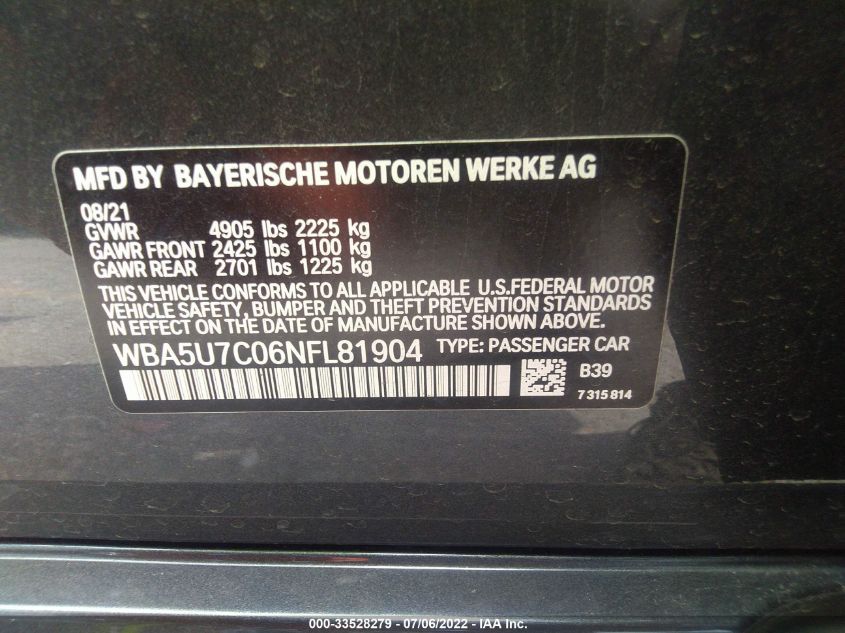 MFD BY BAYERISCHE MOTOREN WERKE AG
08/21
GVWR 4905 lbs 2225 kg
GAWR FRONT 2425 lbs 1100 kg
GAWR REAR 2701 lbs 1225 kg
THIS VEHICLE CONFORMS TO ALL APPLICABLE U.S.FEDERAL MOTOR
VEHICLE SAFETY, BUMPER AND THEFT PREVENTION STANDARDS
IN EFFECT ON THE DATE OF MANUFACTURE SHOWN ABOVE.
WBA5U7C06NFL81904 TYPE: PASSENGER CAR
B39
7 315 814
000-33528279 - 07/06/2022 - © IAA Inc.